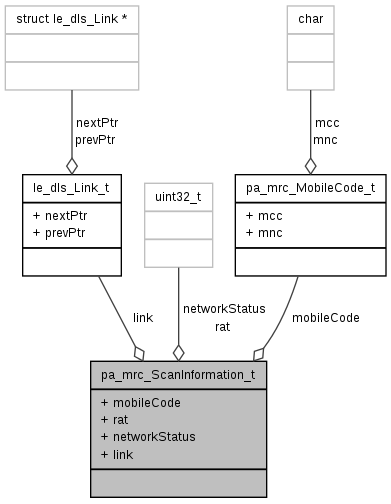 struct le_dls_Link *
char
nextPtr
prevPtr
mcc
mnc
le_dls_Link_t
+ nextPtr
+ prevPtr
uint32_t
pa_mrc_MobileCode_t
+ mcc
+ mnc
link
networkStatus
rat
mobileCode
pa_mrc_ScanInformation_t
+ mobileCode
+ rat
+ networkStatus
+ link